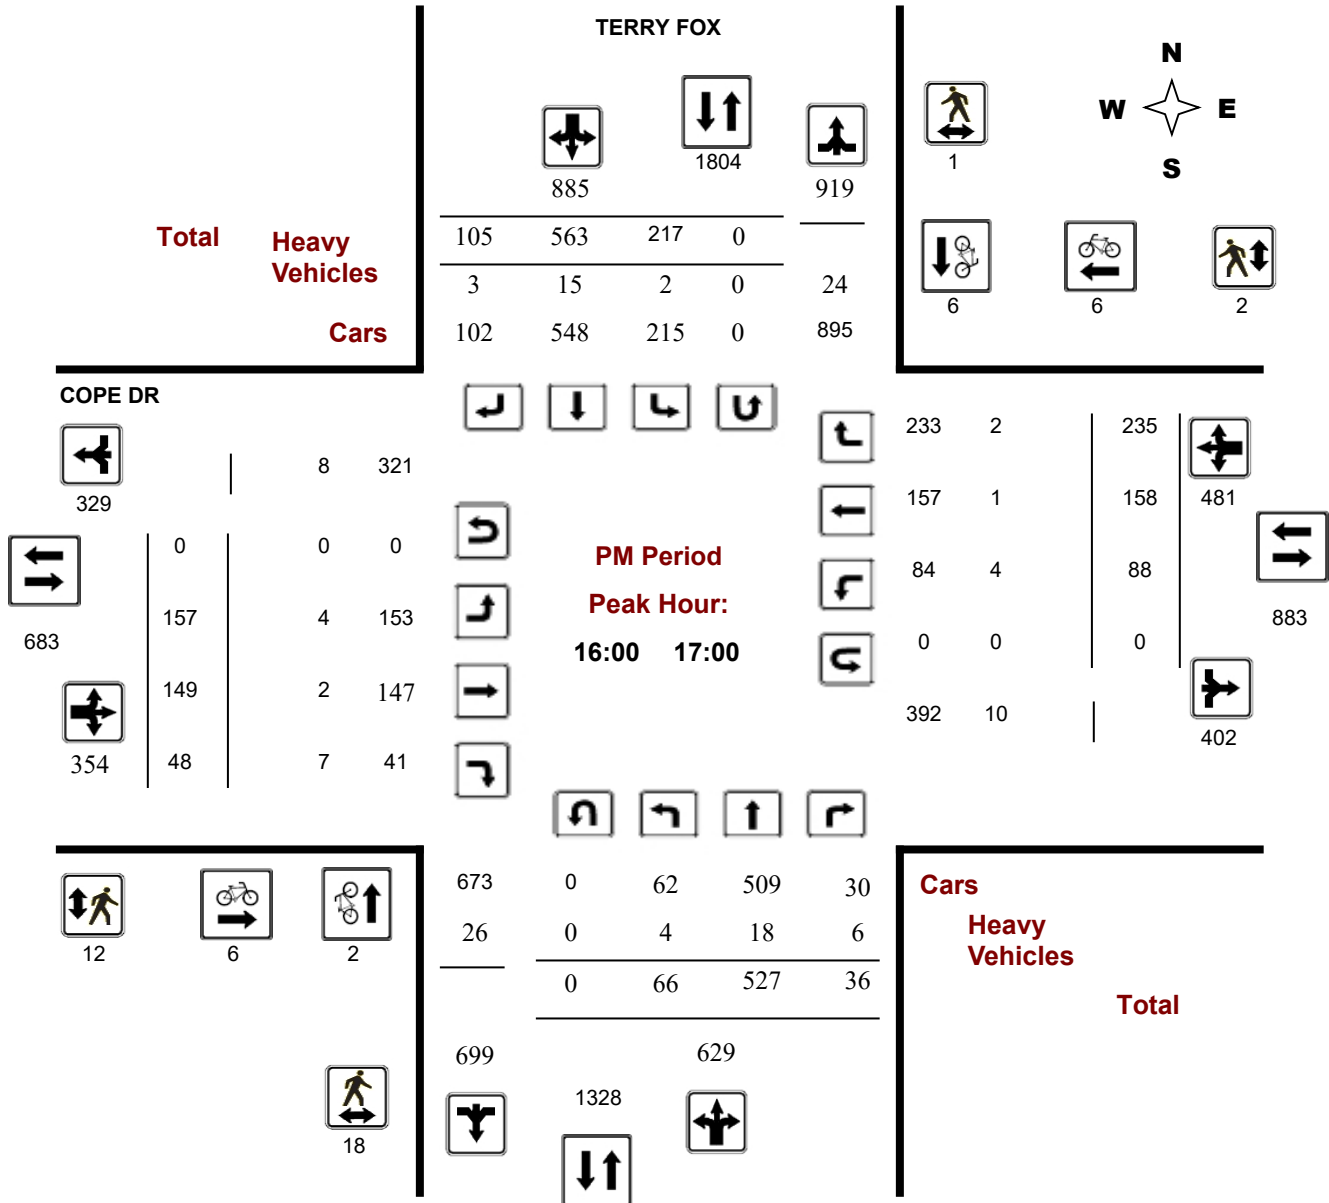 TERRY FOX
N
W E
S
1804
1
885 919
Total Heavy Vehicles
105 563 217 0
3 15 2 0 24
6 6 2
Cars 102 548 215 0 895
COPE DR
233 2 235
8 321
329
157 1 158 481
0 0 0
PM Period
84 4 88
Peak Hour:
157 4 153
883
683
16:00 17:00
0 0 0
149 2 147
392 10
402
354 48 7 41
673 0 62 509 30 Cars
26 0 4 18 6 Heavy Vehicles
12 6 2
0 66 527 36
Total
699 629
1328
18